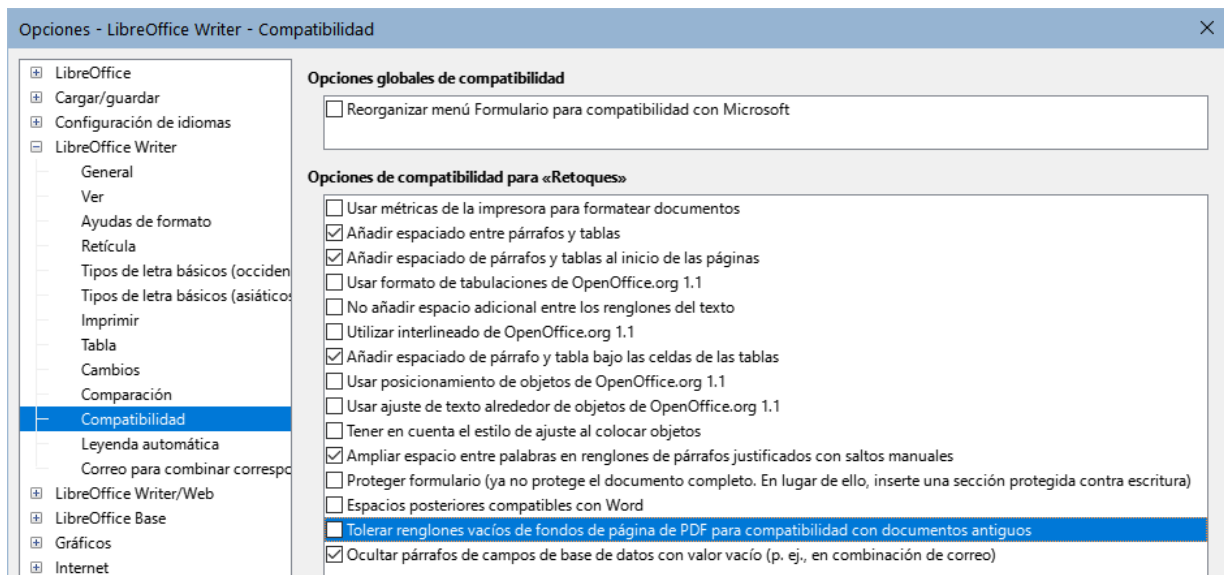 Opciones - LibreOffice Writer - Compatibilidad
LibreOffice
Cargar/guardar
Configuración de idiomas
LibreOffice Writer
General
Ver
Ayudas de formato
Retícula
Tipos de letra básicos (occiden
Tipos de letra básicos (asiáticos
Imprimir
Tabla
Cambios
Comparación
Compatibilidad
Leyenda automática
Correo para combinar correspo
LibreOffice Writer/Web
LibreOffice Base
Gráficos
Internet
Opciones globales de compatibilidad
Reorganizar menú Formulario para compatibilidad con Microsoft
Opciones de compatibilidad para «Retoques»
Usar métricas de la impresora para formatear documentos
Añadir espaciado entre párrafos y tablas
Añadir espaciado de párrafos y tablas al inicio de las páginas
Usar formato de tabulaciones de OpenOffice.org 1.1
No añadir espacio adicional entre los renglones del texto
Utilizar interlineado de OpenOffice.org 1.1
Añadir espaciado de párrafo y tabla bajo las celdas de las tablas
Usar posicionamiento de objetos de OpenOffice.org 1.1
Usar ajuste de texto alrededor de objetos de OpenOffice.org 1.1
Tener en cuenta el estilo de ajuste al colocar objetos
Ampliar espacio entre palabras en renglones de párrafos justificados con saltos manuales
Proteger formulario (ya no protege el documento completo. En lugar de ello, inserte una sección protegida contra escritura)
Espacios posteriores compatibles con Word
Tolerar renglones vacíos de fondos de página de PDF para compatibilidad con documentos antiguos
Ocultar párrafos de campos de base de datos con valor vacío (p. ej., en combinación de correo)